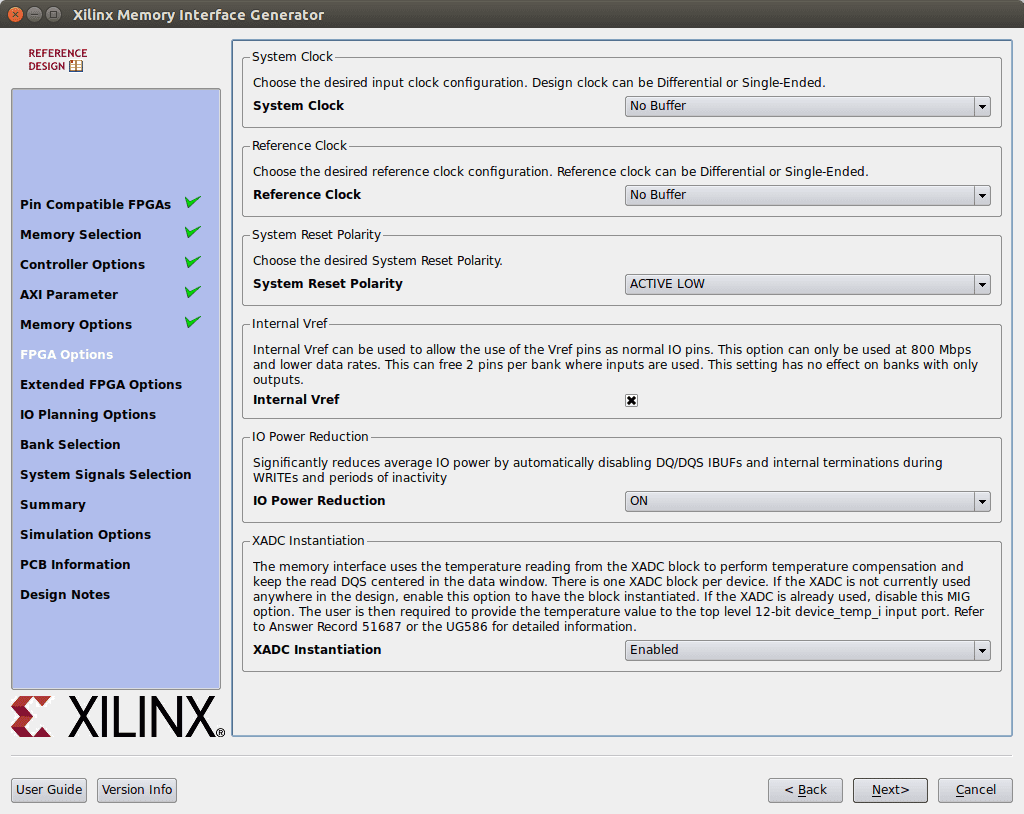 Xilinx Memory Interface Generator
REFERENCE
DESIGN
Pin Compatible FPGAs
Memory Selection
Controller Options
AXI Parameter
Memory Options
FPGA Options
Extended FPGA Options
IO Planning Options
Bank Selection
System Signals Selection
Summary
Simulation Options
PCB Information
Design Notes
XILINX®
System Clock
Choose the desired input clock configuration. Design clock can be Differential or Single-Ended.
System Clock No Buffer
Reference Clock
Choose the desired reference clock configuration. Reference clock can be Differential or Single-Ended.
Reference Clock No Buffer
System Reset Polarity
Choose the desired System Reset Polarity.
System Reset Polarity ACTIVE LOW
Internal Vref
Internal Vref can be used to allow the use of the Vref pins as normal IO pins. This option can only be used at 800 Mbps
and lower data rates. This can free 2 pins per bank where inputs are used. This setting has no effect on banks with only
outputs.
Internal Vref
IO Power Reduction
Significantly reduces average IO power by automatically disabling DQ/DQS IBUFs and internal terminations during
WRITEs and periods of inactivity
IO Power Reduction ON
XADC Instantiation
The memory interface uses the temperature reading from the XADC block to perform temperature compensation and
keep the read DQS centered in the data window. There is one XADC block per device. If the XADC is not currently used
anywhere in the design, enable this option to have the block instantiated. If the XADC is already used, disable this MIG
option. The user is then required to provide the temperature value to the top level 12-bit device_temp_i input port. Refer
to Answer Record 51687 or the UG586 for detailed information.
XADC Instantiation Enabled
User Guide Version Info < Back Next> Cancel